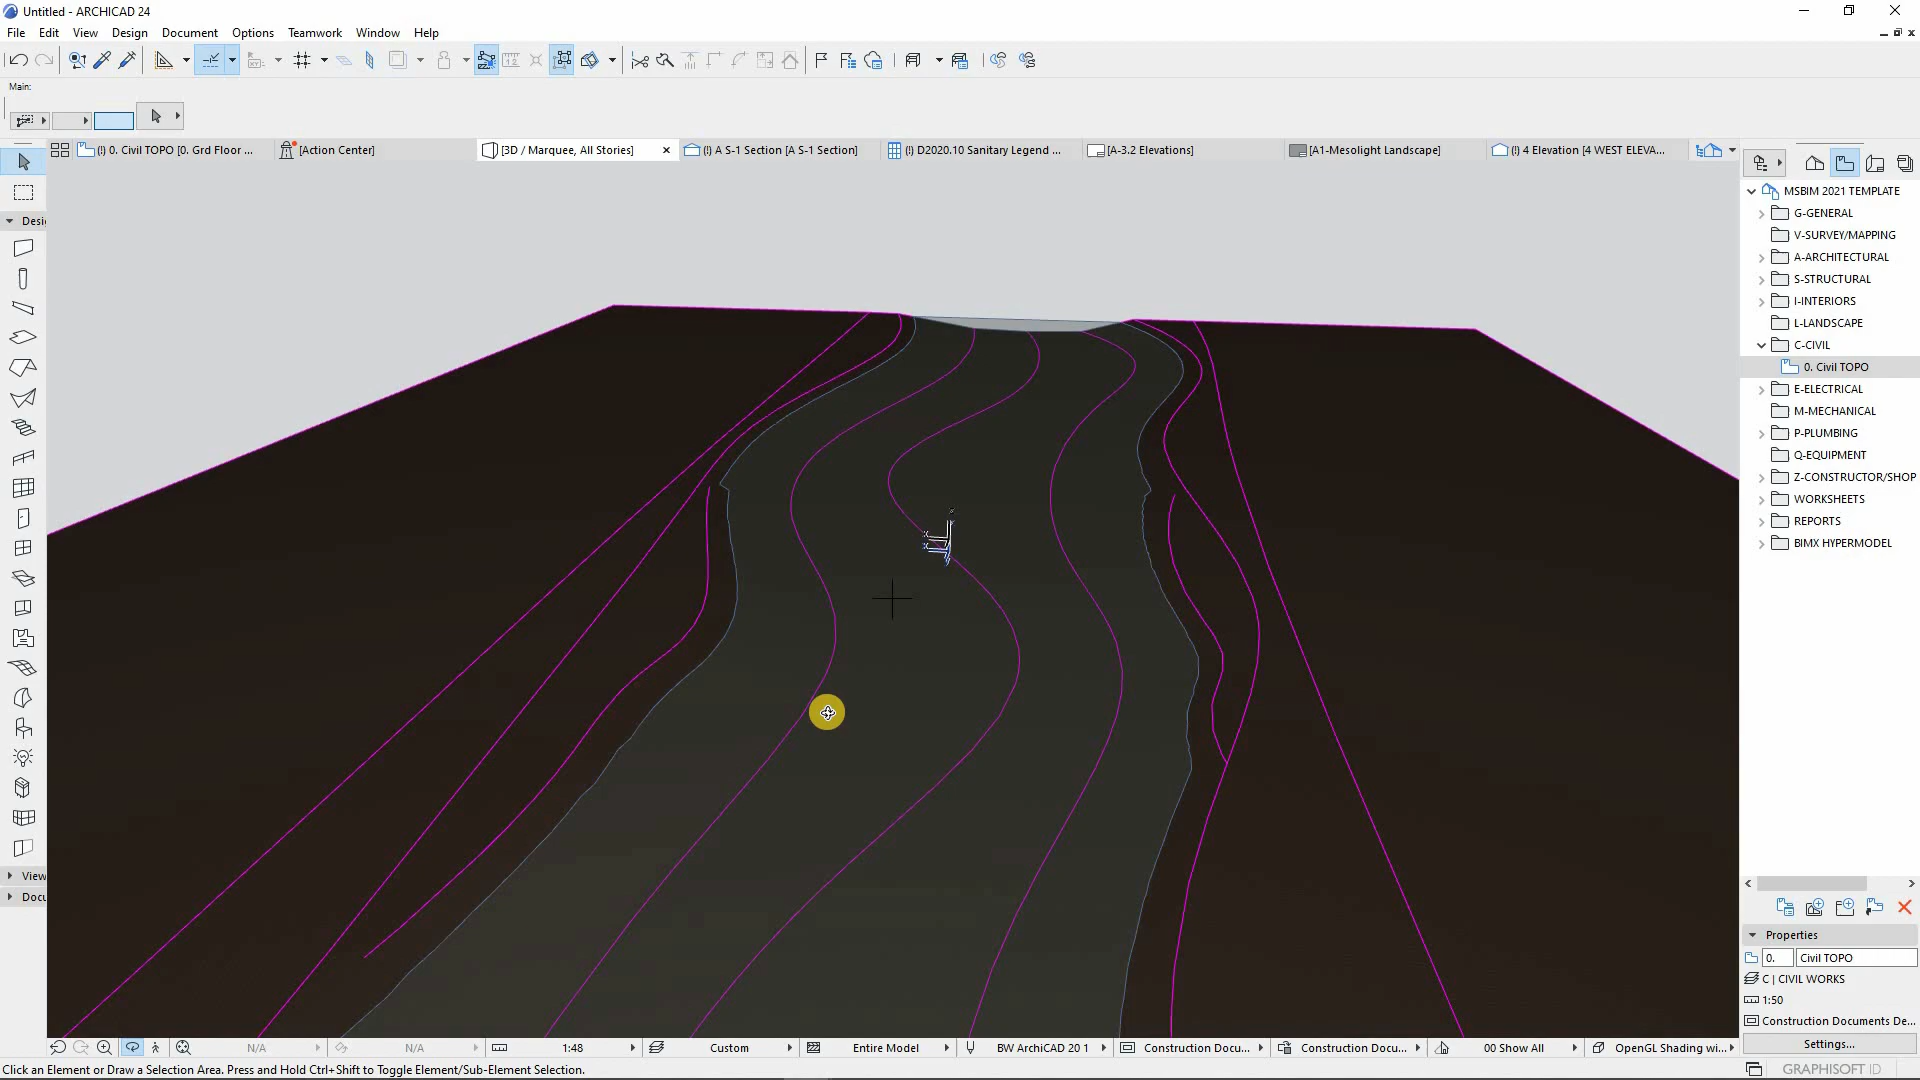 Untitled - ARCHICAD 24
File Edit View Design Document Options Teamwork Window Help
Main:
(!) 0. Civil TOPO [0. Grd Floor ...
[Action Center]
[3D / Marquee, All Stories]
(!) A S-1 Section [A S-1 Section]
(!) D2020.10 Sanitary Legend ...
[A-3.2 Elevations]
[A1-Mesolight Landscape]
(!) 4 Elevation [4 WEST ELEVA...
Desi
View
Docu
MSBIM 2021 TEMPLATE
G-GENERAL
V-SURVEY/MAPPING
A-ARCHITECTURAL
S-STRUCTURAL
I-INTERIORS
L-LANDSCAPE
C-CIVIL
0. Civil TOPO
E-ELECTRICAL
M-MECHANICAL
P-PLUMBING
Q-EQUIPMENT
Z-CONSTRUCTOR/SHOP
WORKSHEETS
REPORTS
BIMX HYPERMODEL
Properties
0. Civil TOPO
C | CIVIL WORKS
1:50
Construction Documents De...
Settings...
N/A N/A 1:48 Custom Entire Model BW ArchiCAD 20 1 Construction Docu... Construction Docu... 00 Show All OpenGL Shading wi...
Click an Element or Draw a Selection Area. Press and Hold Ctrl+Shift to Toggle Element/Sub-Element Selection.
GRAPHISOFT ID